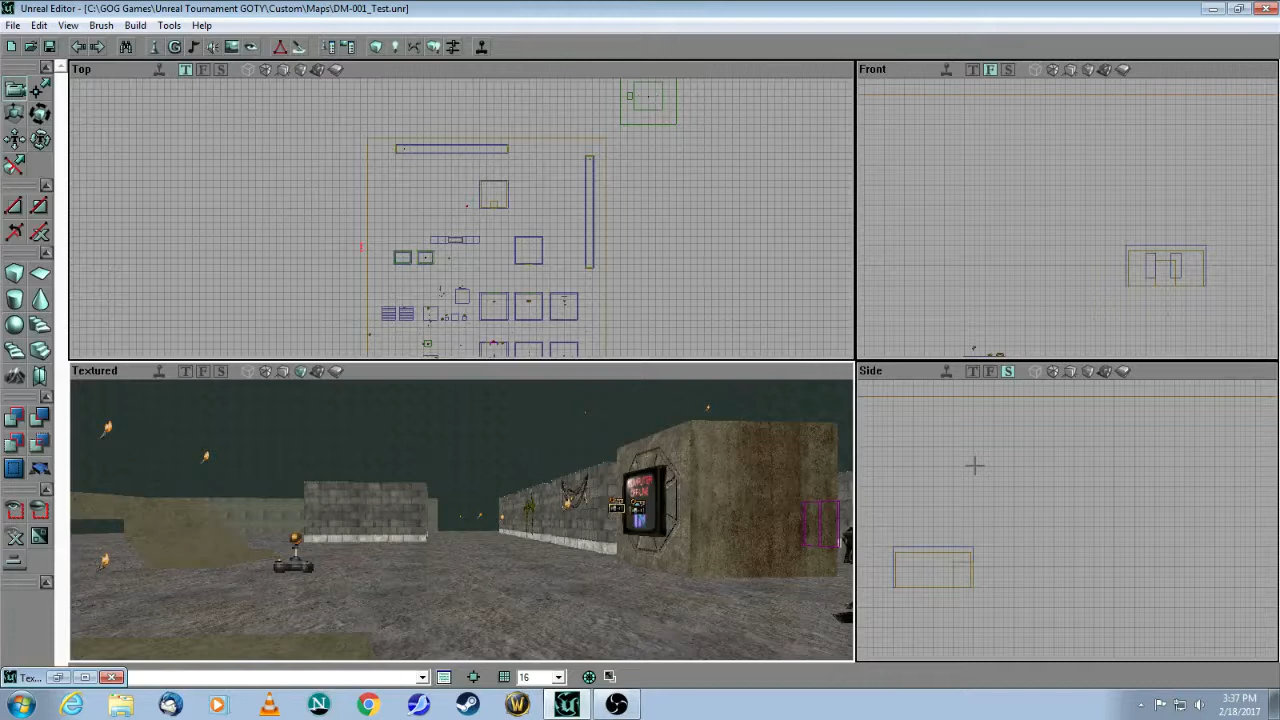 Unreal Editor - [C:\GOG Games\Unreal Tournament GOTY\Custom\Maps\DM-001_Test.unr]
File Edit View Brush Build Tools Help
Top T F S
Front T F S
Textured T F S
Side T F S
Tex...
16
3:37 PM
2/18/2017